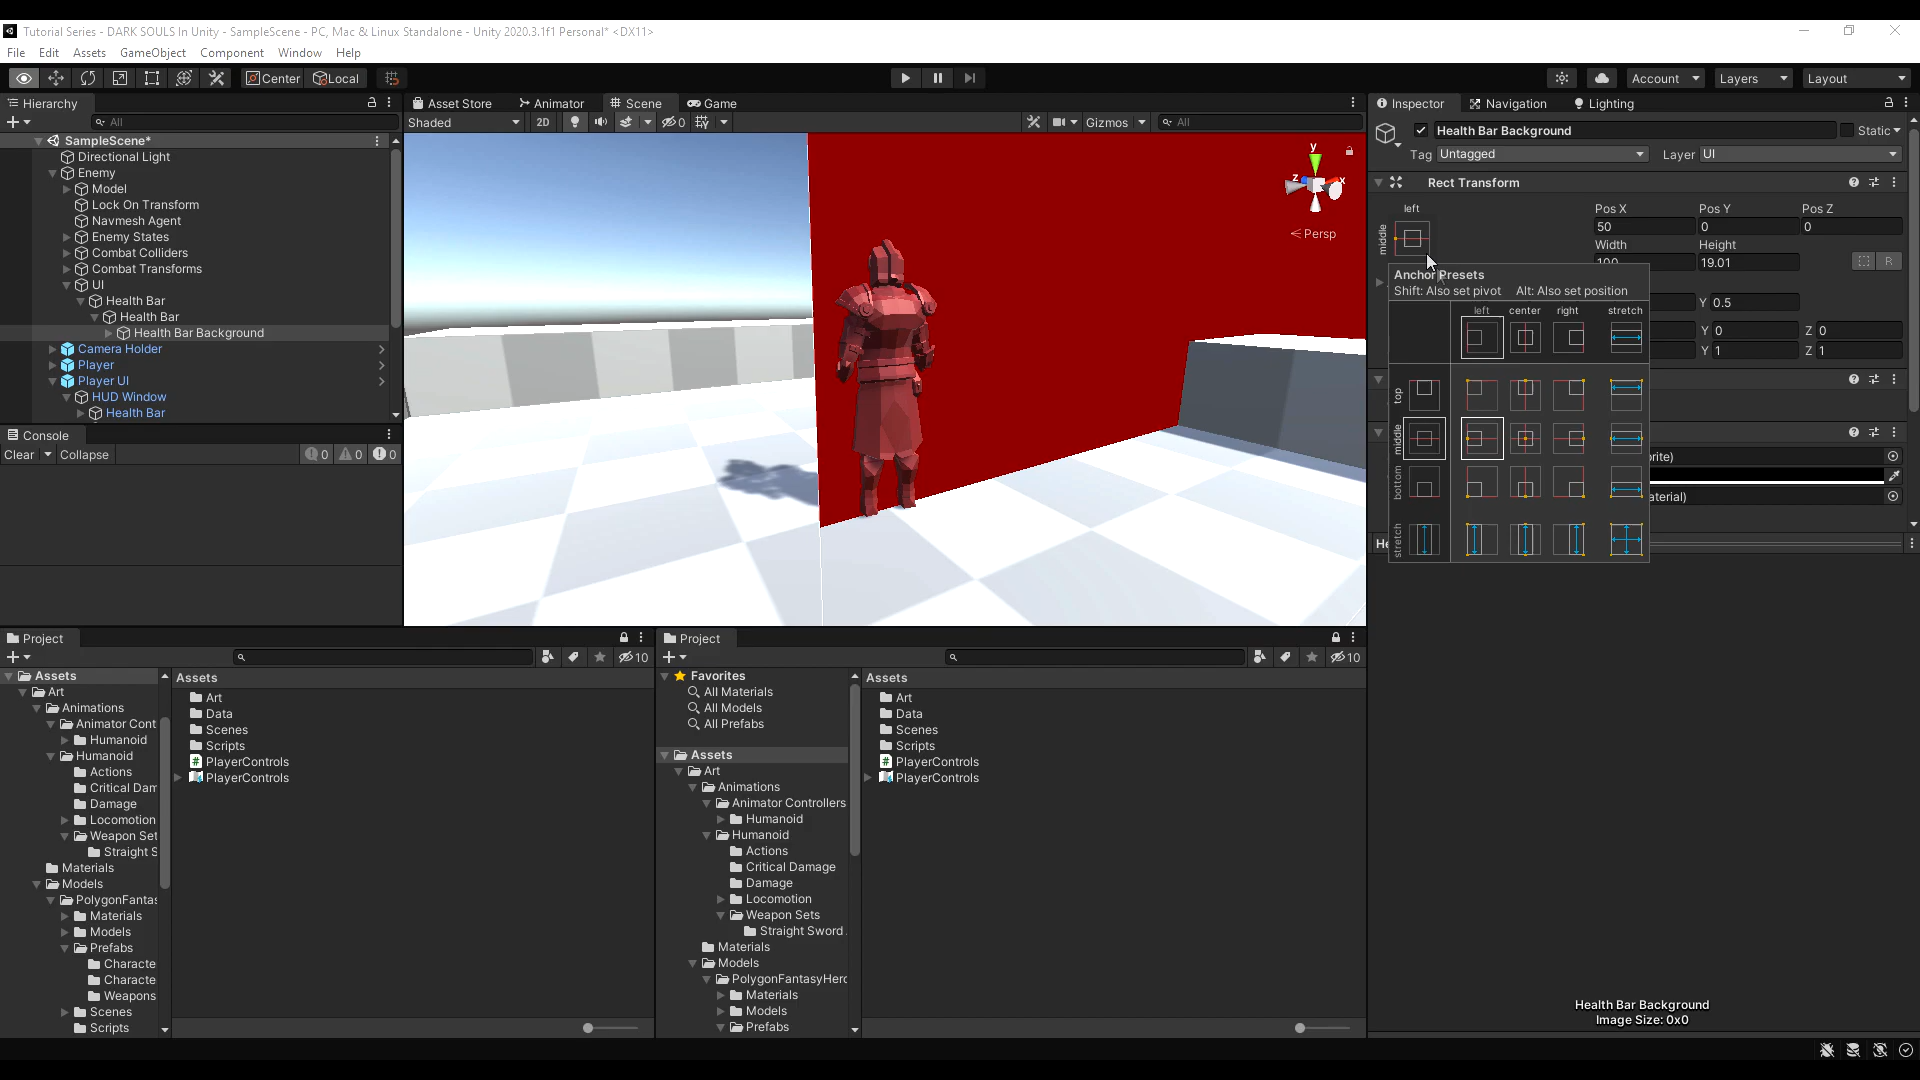 Tutorial Series - DARK SOULS In Unity - SampleScene - PC, Mac & Linux Standalone - Unity 2020.3.1f1 Personal* <DX11>
File Edit Assets GameObject Component Window Help
Center Local Account Layers Layout
Hierarchy
All
SampleScene*
Directional Light
Enemy
Model
Lock On Transform
Navmesh Agent
Enemy States
Combat Colliders
Combat Transforms
UI
Health Bar
Health Bar
Health Bar Background
Camera Holder
Player
Player UI
HUD Window
Health Bar
Console
Clear Collapse 0 0 0
Asset Store Animator Scene Game
Shaded 2D 0 Gizmos All
y
z x
< Persp
Inspector Navigation Lighting
Health Bar Background Static
Tag Untagged Layer UI
Rect Transform
left
middle
Pos X Pos Y Pos Z
50 0 0
Width Height
100 19.01 R
Anchor Presets
Shift: Also set pivot Alt: Also set position
left center right stretch
top
middle
bottom
stretch
Y 0.5
Y 0 Z 0
Y 1 Z 1
rite)
aterial)
He
Health Bar Background
Image Size: 0x0
Project
10
Assets
Art
Animations
Animator Cont
Humanoid
Humanoid
Actions
Critical Dam
Damage
Locomotion
Weapon Set
Straight S
Materials
Models
PolygonFantas
Materials
Models
Prefabs
Characte
Characte
Weapons
Scenes
Scripts
Assets
Art
Data
Scenes
Scripts
PlayerControls
PlayerControls
Project
10
Favorites
All Materials
All Models
All Prefabs
Assets
Art
Animations
Animator Controllers
Humanoid
Humanoid
Actions
Critical Damage
Damage
Locomotion
Weapon Sets
Straight Sword
Materials
Models
PolygonFantasyHero
Materials
Models
Prefabs
Assets
Art
Data
Scenes
Scripts
PlayerControls
PlayerControls